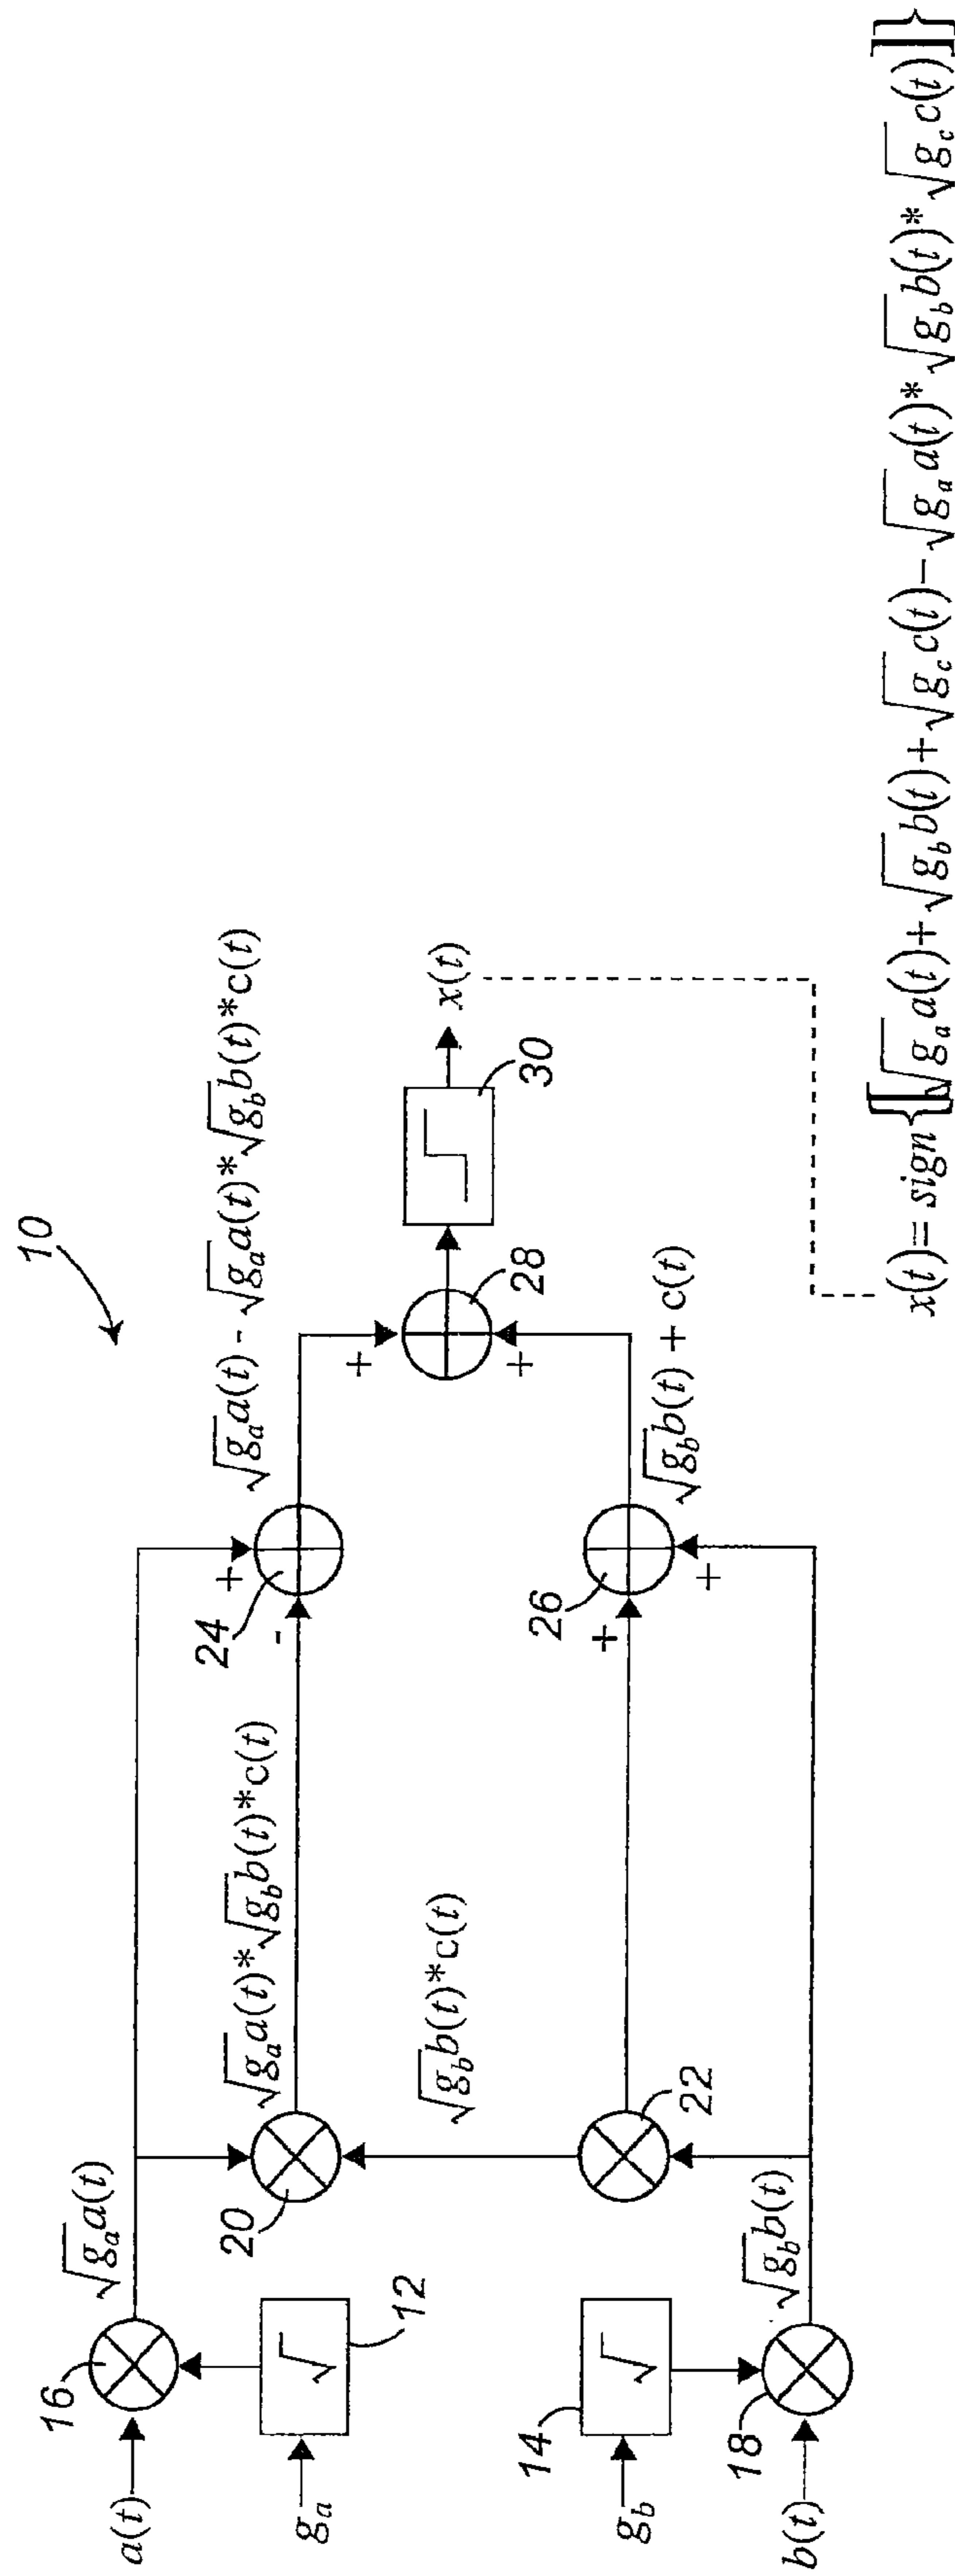 10
a(t)
16
√g_a a(t)
g_a
12
√
20
√g_a a(t)*√g_b b(t)*c(t)
24
+
-
√g_a a(t) - √g_a a(t)*√g_b b(t)*c(t)
√g_b b(t)*c(t)
+
+
28
30
x(t)
g_b
14
√
22
26
+
+
√g_b b(t) + c(t)
b(t)
18
√g_b b(t)
x(t)= sign{[√g_a a(t)+√g_b b(t)+√g_c c(t)−√g_a a(t)*√g_b b(t)*√g_c c(t)]}